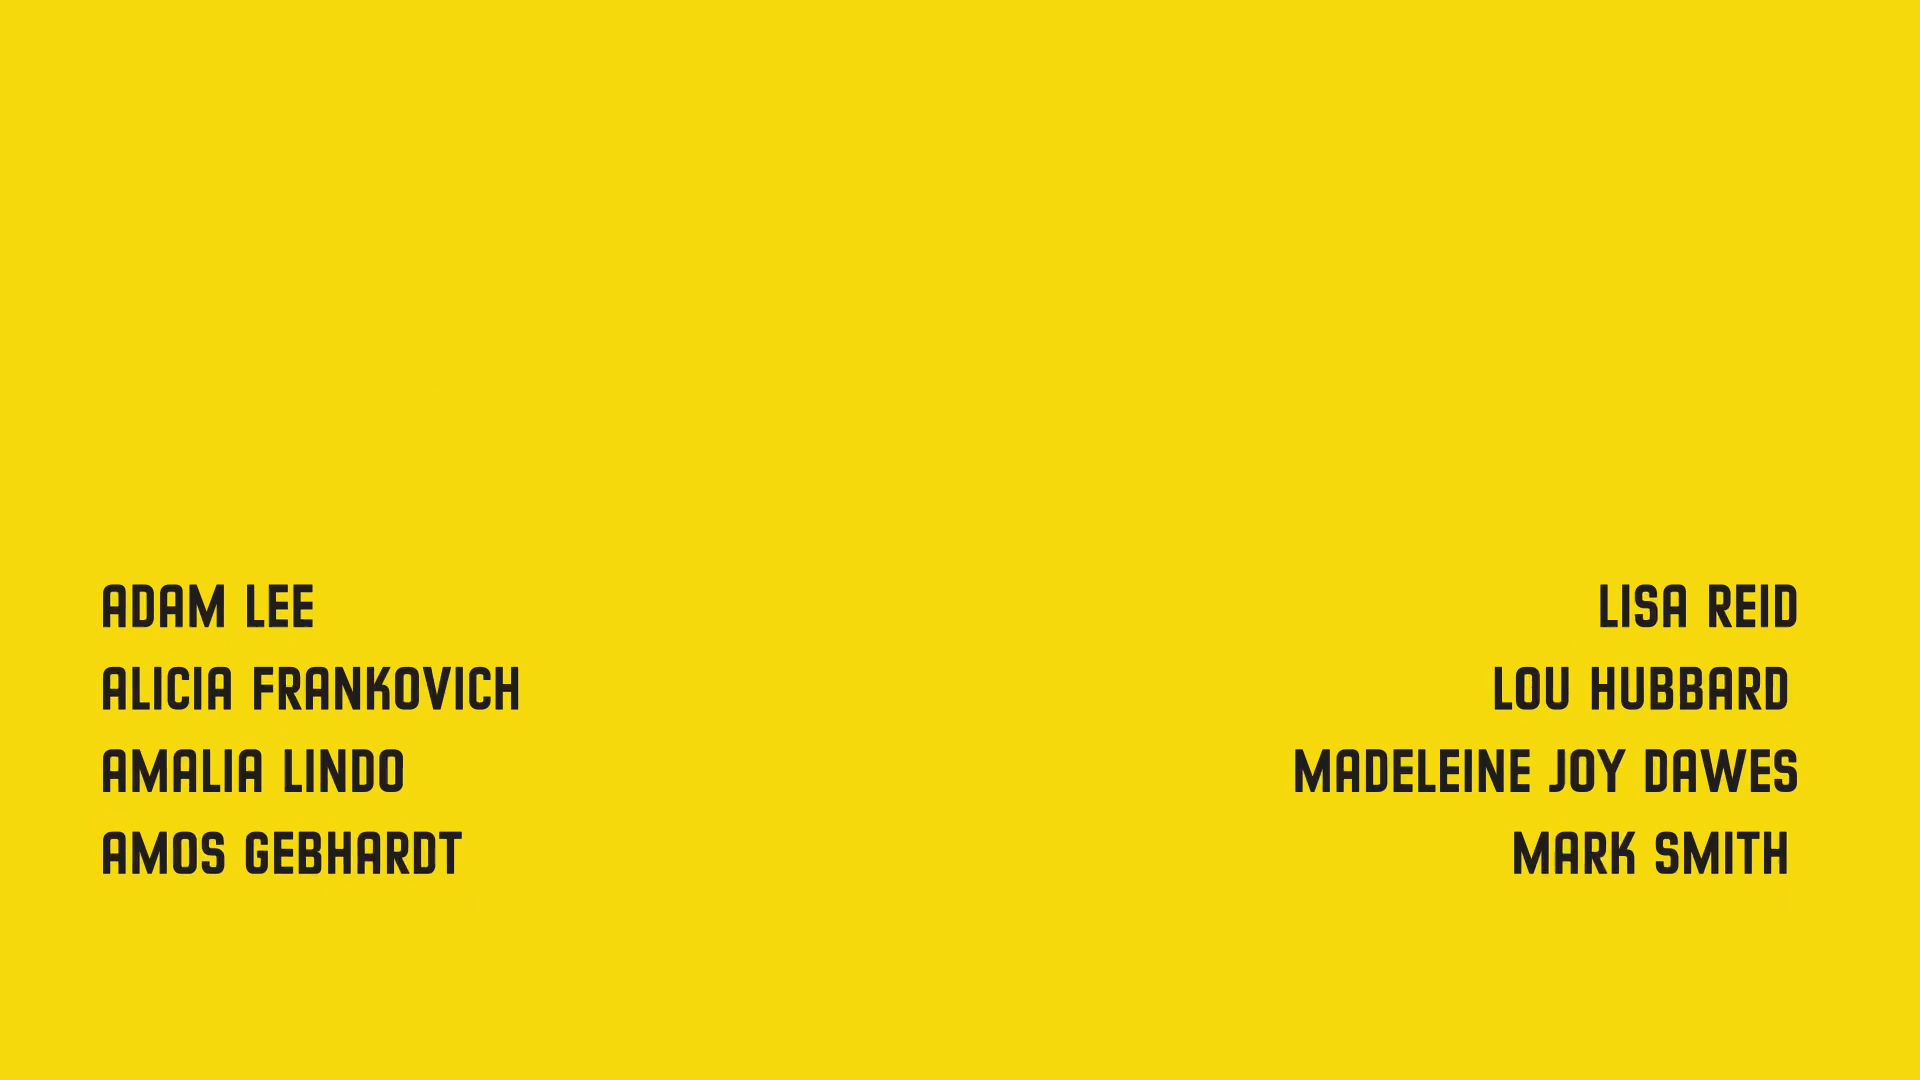 ADAM LEE
ALICIA FRANKOVICH
AMALIA LINDO
AMOS GEBHARDT
LISA REID
LOU HUBBARD
MADELEINE JOY DAWES
MARK SMITH